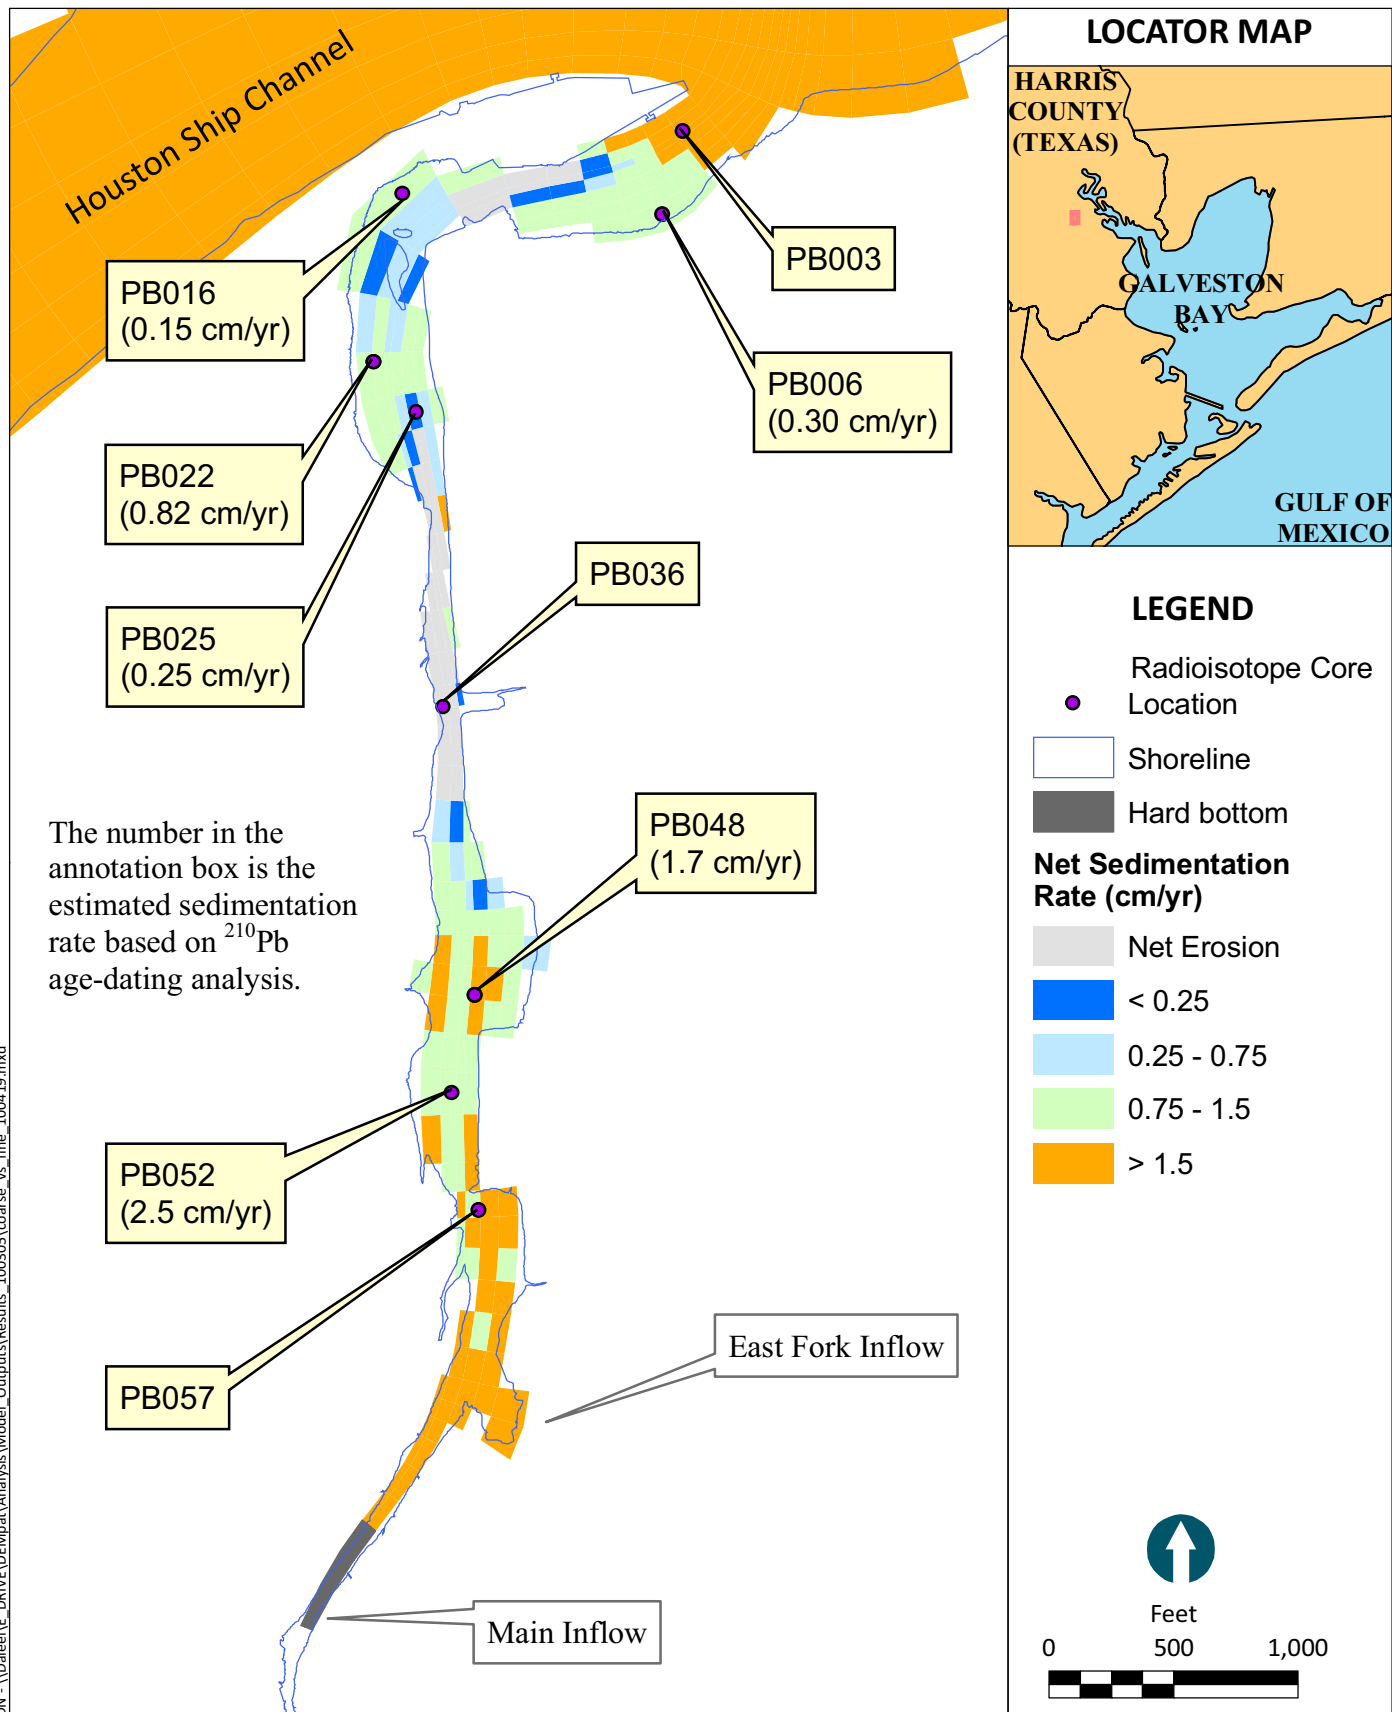 Houston Ship Channel
PB016
(0.15 cm/yr)
PB003
PB006
(0.30 cm/yr)
PB022
(0.82 cm/yr)
PB025
(0.25 cm/yr)
PB036
The number in the
annotation box is the
estimated sedimentation
rate based on ²¹⁰Pb
age-dating analysis.
PB048
(1.7 cm/yr)
PB052
(2.5 cm/yr)
PB057
East Fork Inflow
Main Inflow
LOCATOR MAP
HARRIS
COUNTY
(TEXAS)
GALVESTON
BAY
GULF OF
MEXICO
LEGEND
Radioisotope Core
Location
Shoreline
Hard bottom
Net Sedimentation
Rate (cm/yr)
Net Erosion
< 0.25
0.25 - 0.75
0.75 - 1.5
> 1.5
Feet
0 500 1,000